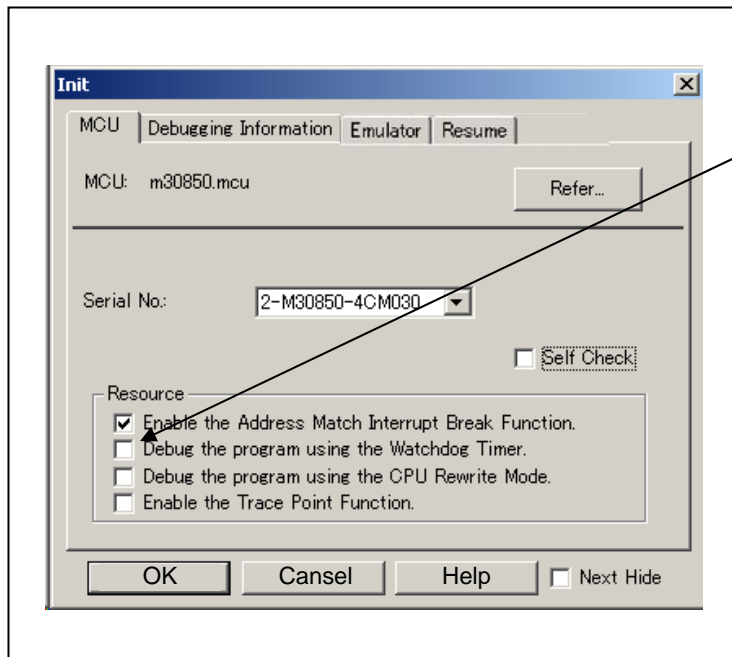 Init
MCU Debugging Information Emulator Resume
MCU: m30850.mcu Refer...
Serial No.: 2-M30850-4CM030
Self Check
Resource
Enable the Address Match Interrupt Break Function.
Debug the program using the Watchdog Timer.
Debug the program using the CPU Rewrite Mode.
Enable the Trace Point Function.
OK Cansel Help Next Hide